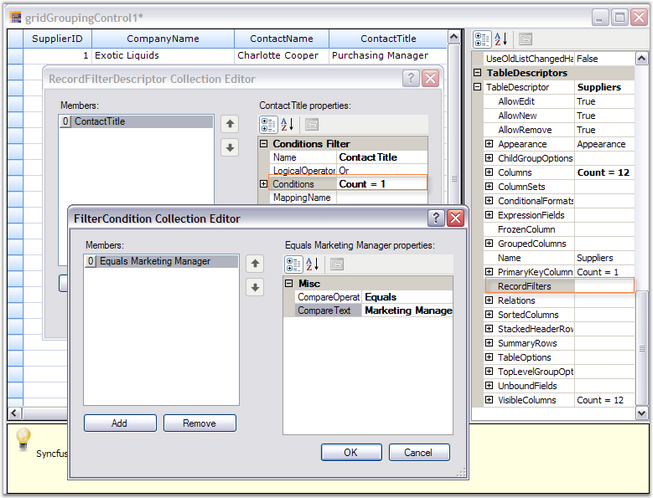 gridGroupingControl1*
SupplierID CompanyName ContactName ContactTitle
1 Exotic Liquids Charlotte Cooper Purchasing Manager
RecordFilterDescriptor Collection Editor
Members:
0 ContactTitle
ContactTitle properties:
Conditions Filter
Name ContactTitle
LogicalOperator Or
Conditions Count = 1
MappingName
FilterCondition Collection Editor
Members:
0 Equals Marketing Manager
Add Remove
Equals Marketing Manager properties:
Misc
CompareOperat Equals
CompareText Marketing Manage
OK Cancel
Syncfus
UseOldListChangedHa False
TableDescriptors
TableDescriptor Suppliers
AllowEdit True
AllowNew True
AllowRemove True
Appearance Appearance
ChildGroupOptions
Columns Count = 12
ColumnSets
ConditionalFormats
ExpressionFields
FrozenColumn
GroupedColumns
Name Suppliers
PrimaryKeyColumn Count = 1
RecordFilters
Relations
SortedColumns
StackedHeaderRow
SummaryRows
TableOptions
TopLevelGroupOpt
UnboundFields
VisibleColumns Count = 12